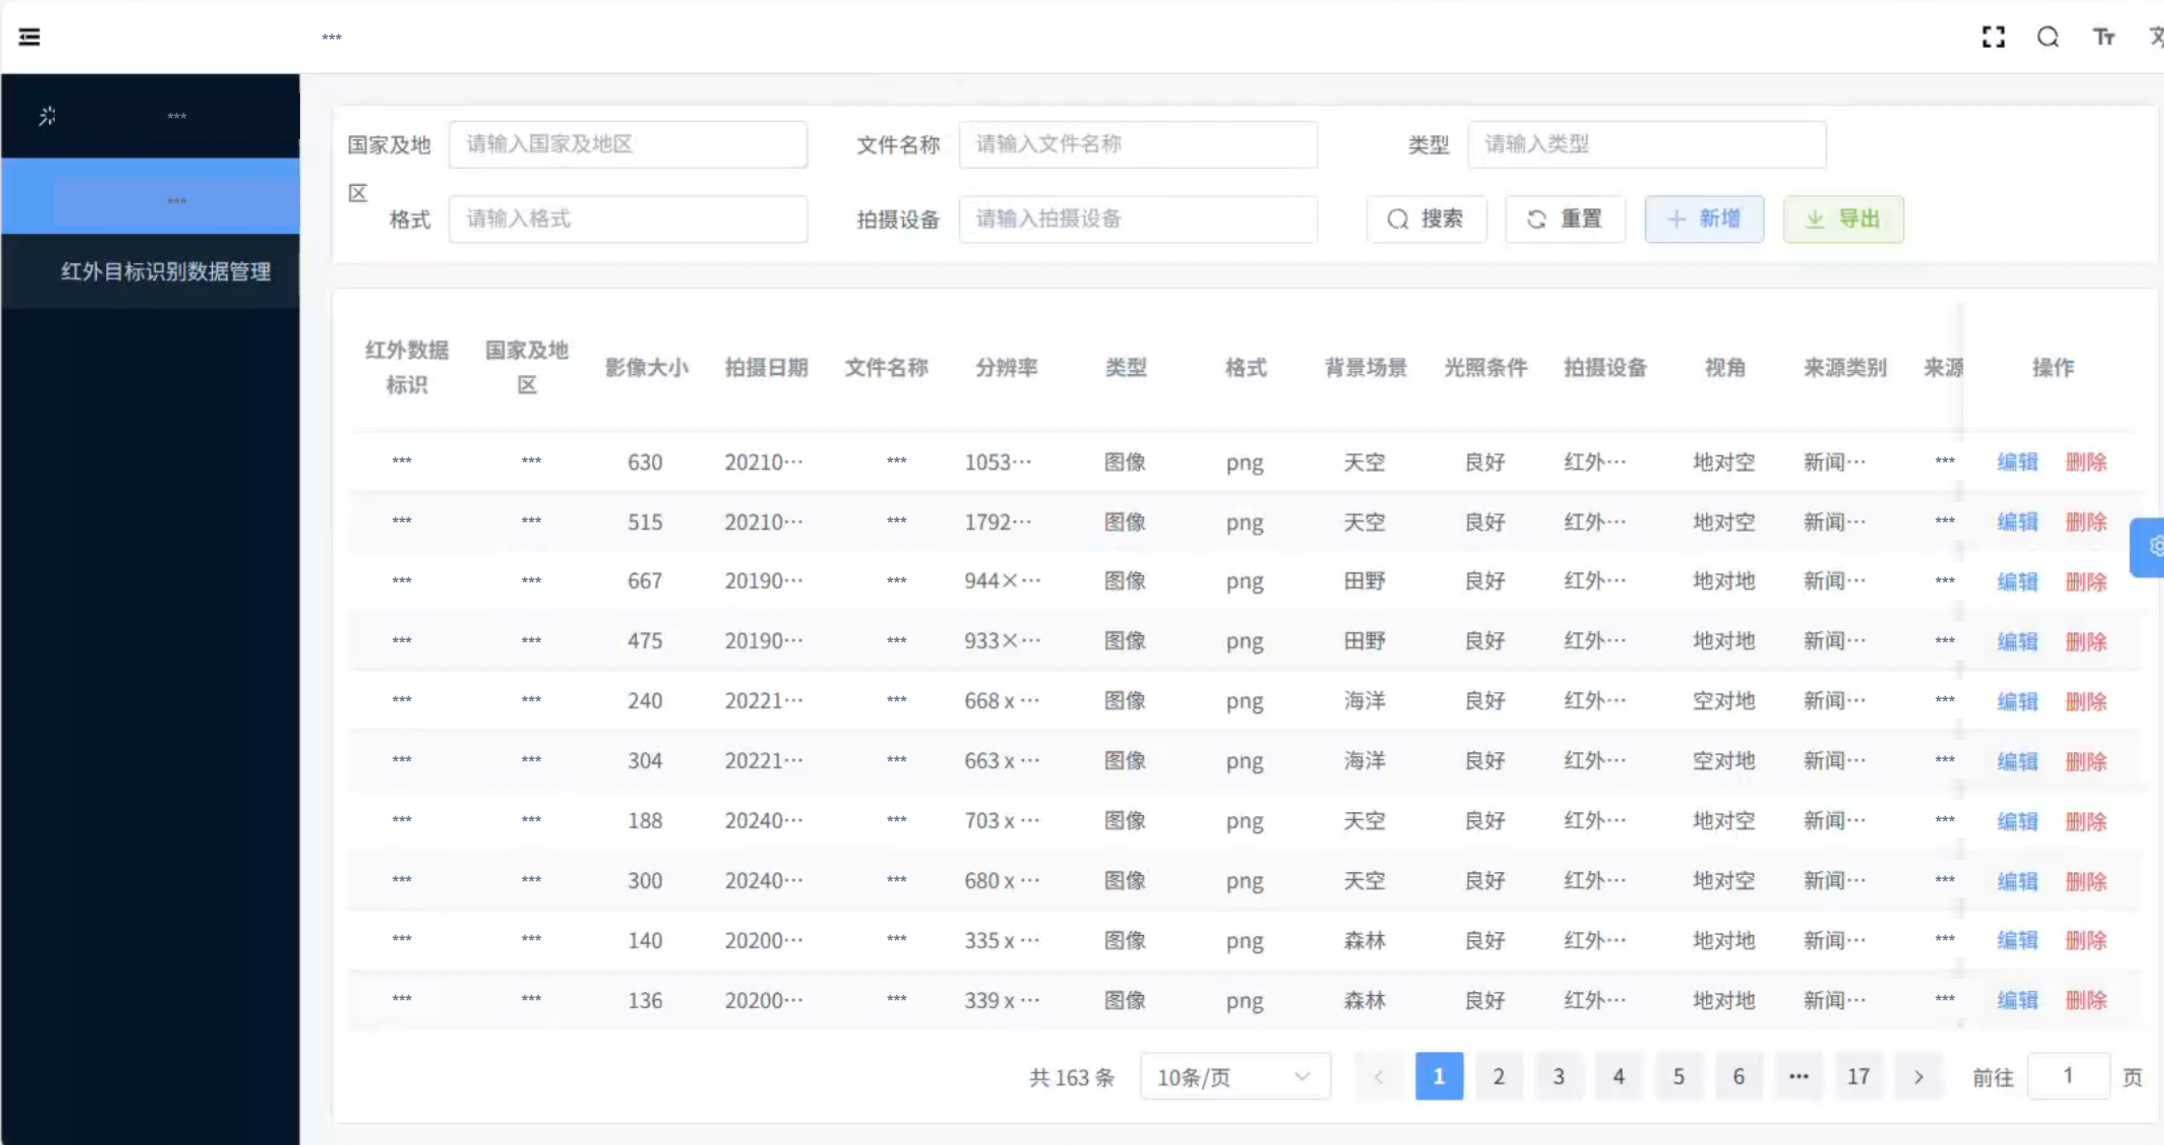 ***
***
***
红外目标识别数据管理
国家及地区 请输入国家及地区 文件名称 请输入文件名称 类型 请输入类型
格式 请输入格式 拍摄设备 请输入拍摄设备 搜索 重置 新增 导出
红外数据标识 国家及地区 影像大小 拍摄日期 文件名称 分辨率 类型 格式 背景场景 光照条件 拍摄设备 视角 来源类别 来源 操作
*** *** 630 20210··· *** 1053··· 图像 png 天空 良好 红外··· 地对空 新闻··· *** 编辑 删除
*** *** 515 20210··· *** 1792··· 图像 png 天空 良好 红外··· 地对空 新闻··· *** 编辑 删除
*** *** 667 20190··· *** 944×··· 图像 png 田野 良好 红外··· 地对地 新闻··· *** 编辑 删除
*** *** 475 20190··· *** 933×··· 图像 png 田野 良好 红外··· 地对地 新闻··· *** 编辑 删除
*** *** 240 20221··· *** 668 x ··· 图像 png 海洋 良好 红外··· 空对地 新闻··· *** 编辑 删除
*** *** 304 20221··· *** 663 x ··· 图像 png 海洋 良好 红外··· 空对地 新闻··· *** 编辑 删除
*** *** 188 20240··· *** 703 x ··· 图像 png 天空 良好 红外··· 地对空 新闻··· *** 编辑 删除
*** *** 300 20240··· *** 680 x ··· 图像 png 天空 良好 红外··· 地对空 新闻··· *** 编辑 删除
*** *** 140 20200··· *** 335 x ··· 图像 png 森林 良好 红外··· 地对地 新闻··· *** 编辑 删除
*** *** 136 20200··· *** 339 x ··· 图像 png 森林 良好 红外··· 地对地 新闻··· *** 编辑 删除
共 163 条 10条/页 1 2 3 4 5 6 ··· 17 前往 1 页